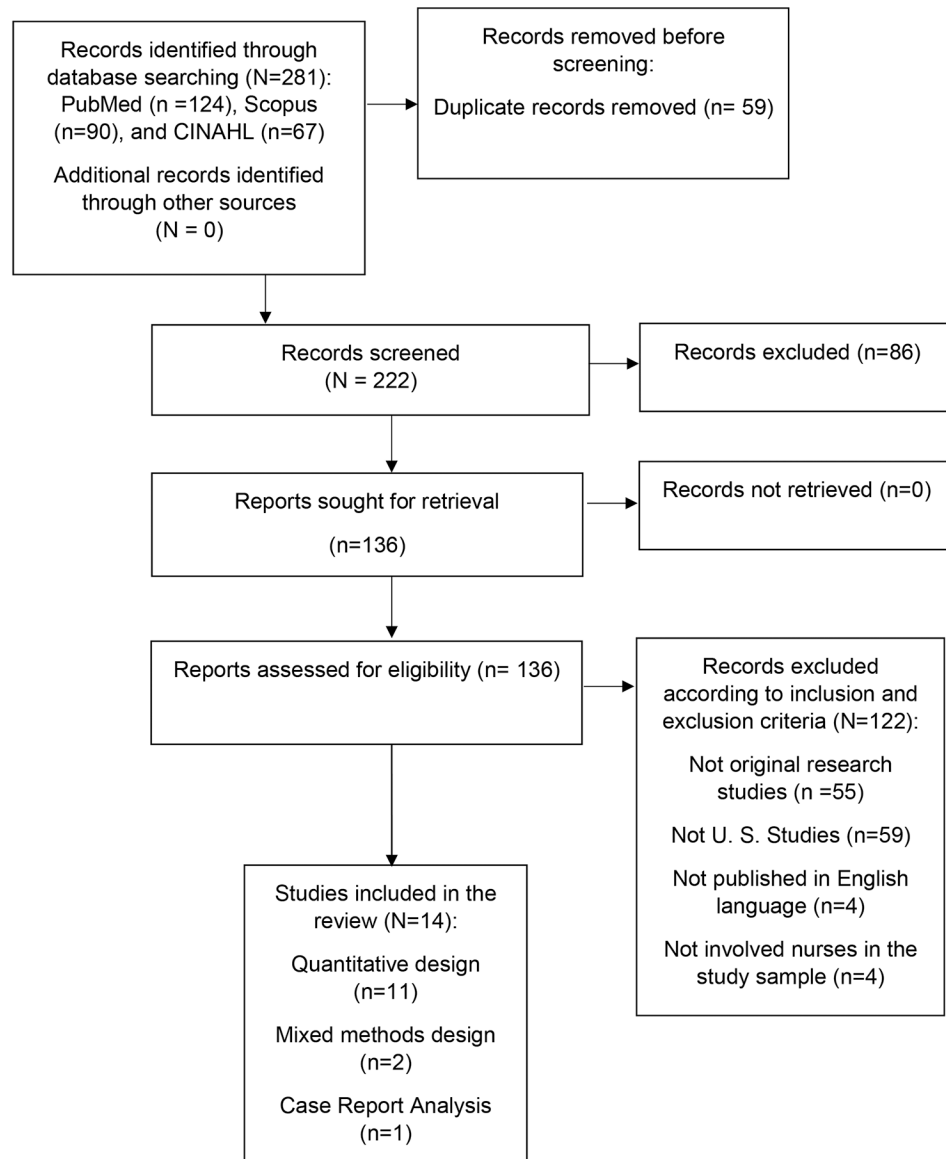 Records identified through
database searching (N=281):
PubMed (n =124), Scopus
(n=90), and CINAHL (n=67)
Additional records identified
through other sources
(N = 0)
Records removed before
screening:
Duplicate records removed (n= 59)
Records screened
(N = 222)
Records excluded (n=86)
Reports sought for retrieval
(n=136)
Records not retrieved (n=0)
Reports assessed for eligibility (n= 136)
Records excluded
according to inclusion and
exclusion criteria (N=122):
Not original research
studies (n =55)
Not U. S. Studies (n=59)
Not published in English
language (n=4)
Not involved nurses in the
study sample (n=4)
Studies included in the
review (N=14):
Quantitative design
(n=11)
Mixed methods design
(n=2)
Case Report Analysis
(n=1)